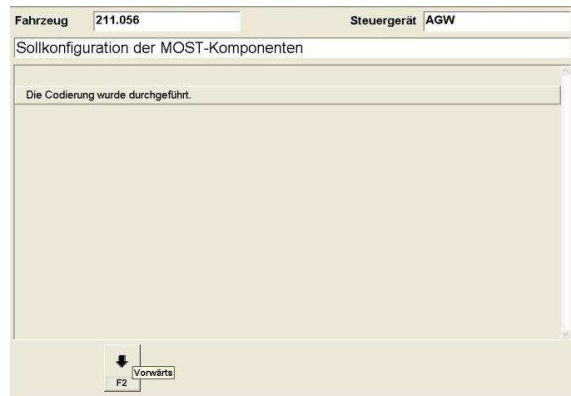 Fahrzeug 211.056 Steuergerät AGW
Sollkonfiguration der MOST-Komponenten
Die Codierung wurde durchgeführt.
Vorwärts
F2